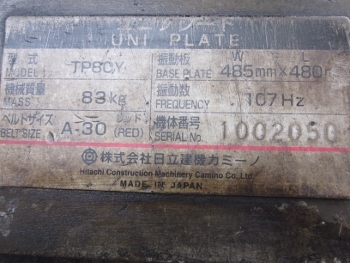 UNI PLATE
型式 MODEL TP8CY 振動板 BASE PLATE W L 485mm×480
機械質量 MASS 83kg 振動数 FREQUENCY 107Hz
ベルトサイズ BELT SIZE A-30 レッド (RED) 機体番号 SERIAL No. 1002050
株式会社日立建機カミーノ
Hitachi Construction Machinery Camino Co., Ltd.
MADE IN JAPAN